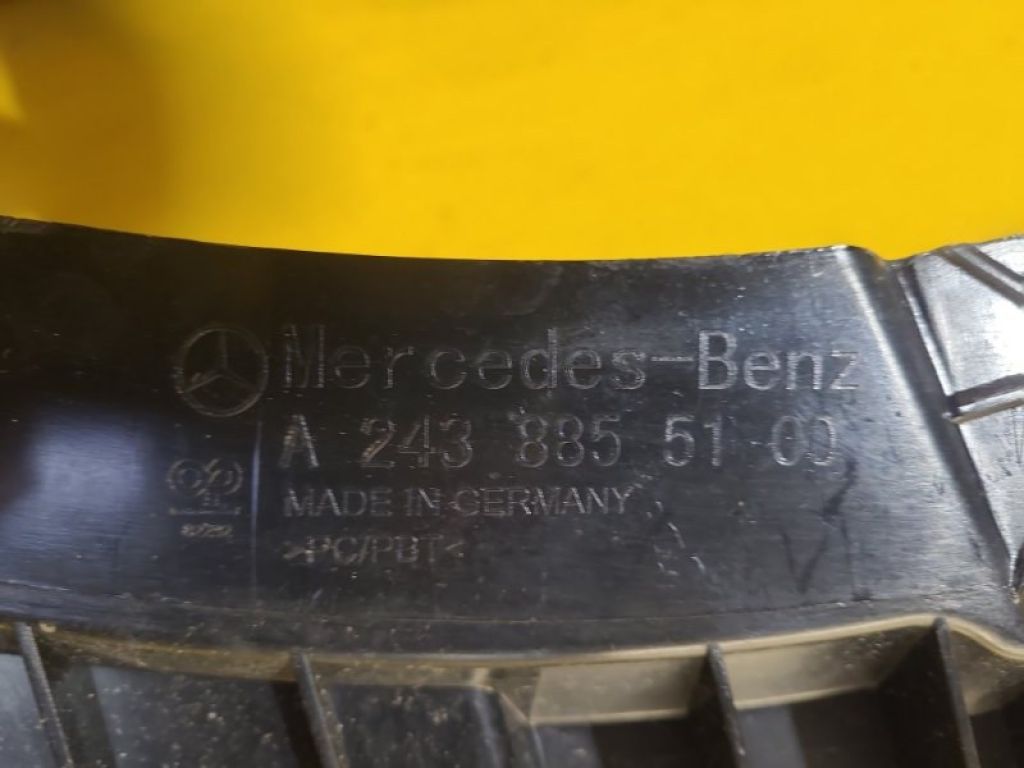 Mercedes-Benz
A 243 885 51 00
MADE IN GERMANY
>PC/PBT<